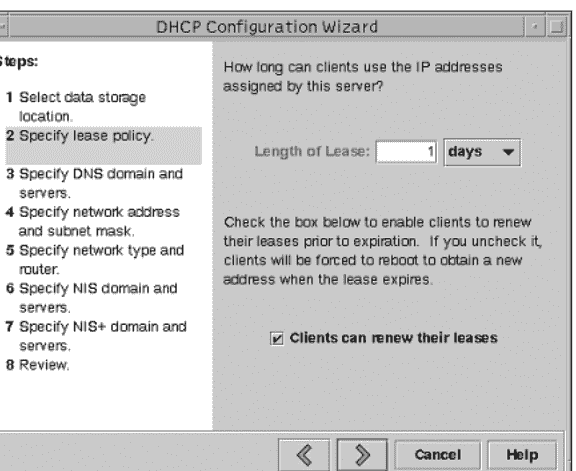 DHCP Configuration Wizard
Steps:
1 Select data storage
location.
2 Specify lease policy.
3 Specify DNS domain and
servers.
4 Specify network address
and subnet mask.
5 Specify network type and
router.
6 Specify NIS domain and
servers.
7 Specify NIS+ domain and
servers.
8 Review.
How long can clients use the IP addresses
assigned by this server?
Length of Lease: 1 days
Check the box below to enable clients to renew
their leases prior to expiration. If you uncheck it,
clients will be forced to reboot to obtain a new
address when the lease expires.
Clients can renew their leases
Cancel Help